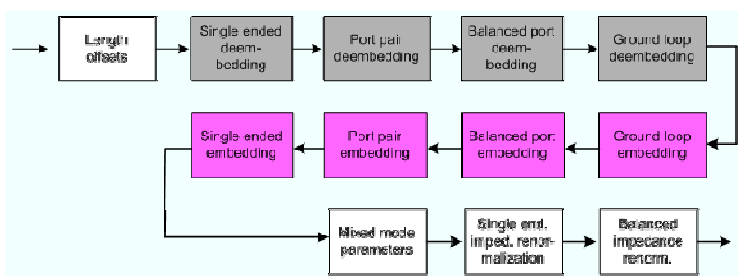 Length
offsets
Single ended
deem-
bedding
Port pair
deembedding
Balanced port
deem-
bedding
Ground loop
deembedding
Single ended
embedding
Port pair
embedding
Balanced port
embedding
Ground loop
embedding
Mixed mode
parameters
Single end.
imped. renor-
malization
Balanced
impedance
renorm.